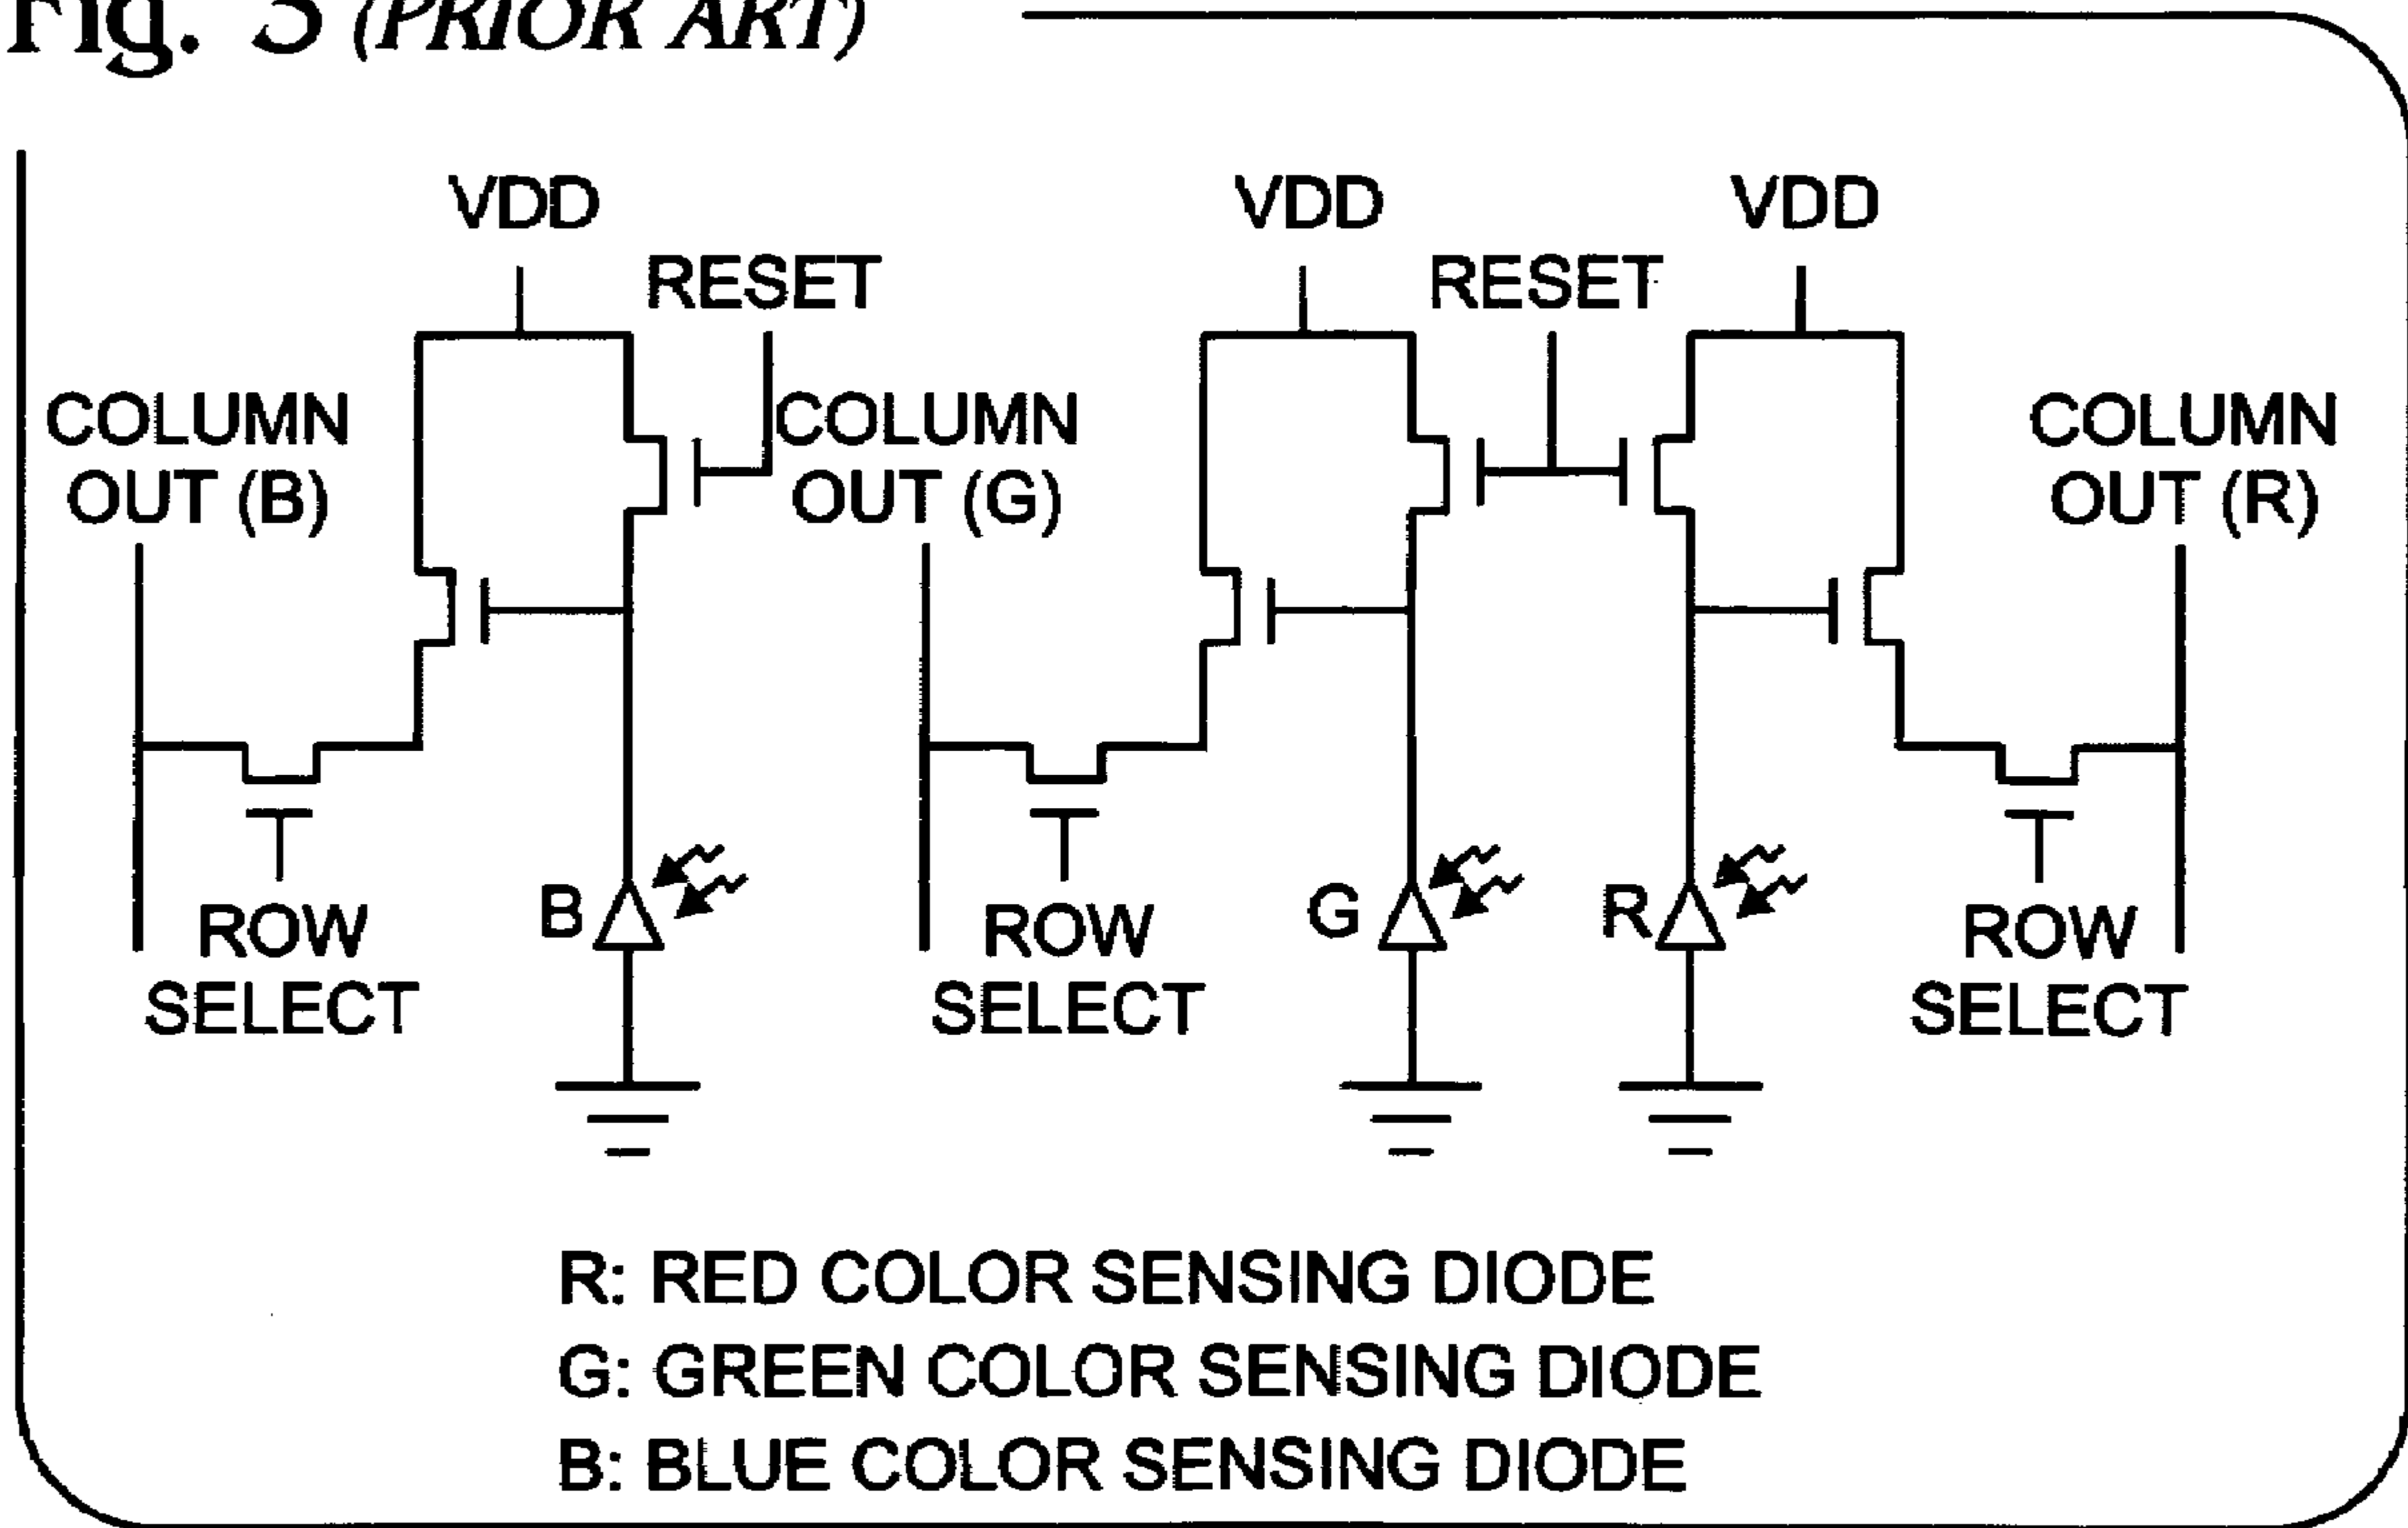 Fig. 3 (PRIOR ART)
VDD
RESET
VDD
RESET
VDD
COLUMN
OUT (B)
COLUMN
OUT (G)
COLUMN
OUT (R)
B
G
R
ROW
SELECT
ROW
SELECT
ROW
SELECT
R: RED COLOR SENSING DIODE
G: GREEN COLOR SENSING DIODE
B: BLUE COLOR SENSING DIODE